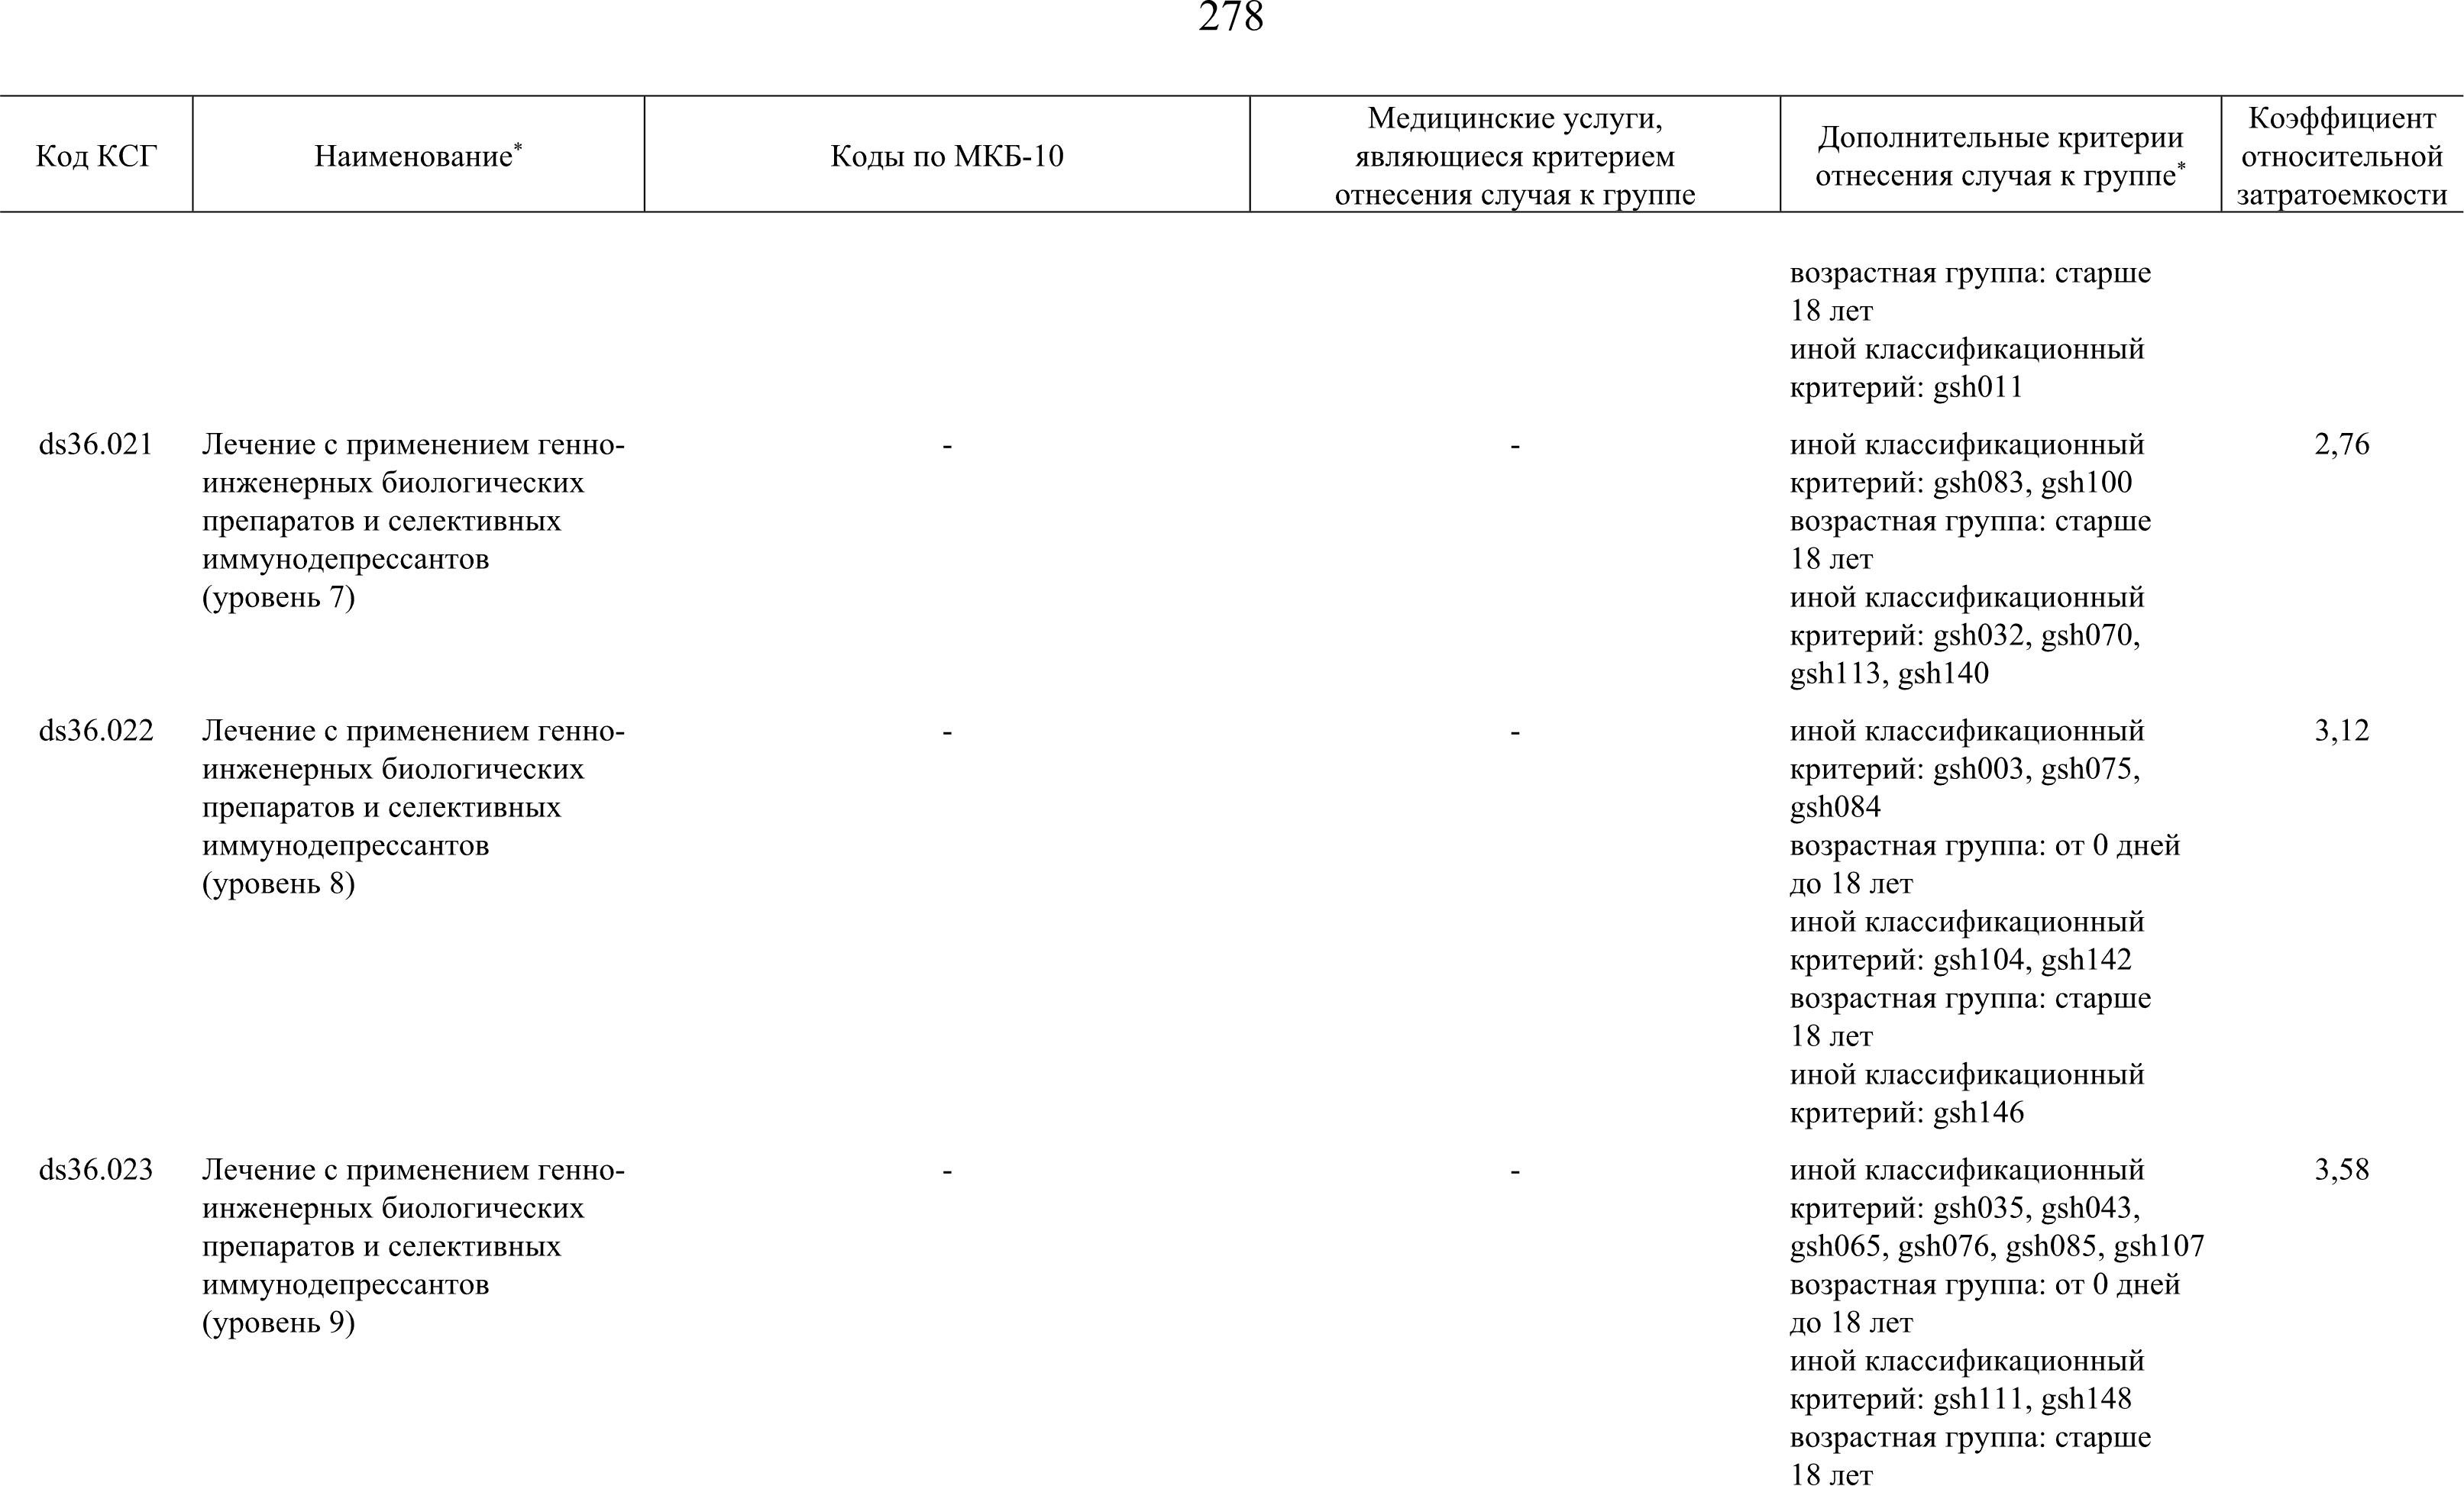 278
Код КСГ
Наименование*
Коды по МКБ-10
Медицинские услуги,
являющиеся критерием
отнесения случая к группе
Дополнительные критерии
отнесения случая к группе*
Коэффициент
относительной
затратоемкости
возрастная группа: старше
18 лет
иной классификационный
критерий: gsh011
ds36.021
Лечение с применением генно-
инженерных биологических
препаратов и селективных
иммунодепрессантов
(уровень 7)
-
-
иной классификационный
критерий: gsh083, gsh100
возрастная группа: старше
18 лет
иной классификационный
критерий: gsh032, gsh070,
gsh113, gsh140
2,76
ds36.022
Лечение с применением генно-
инженерных биологических
препаратов и селективных
иммунодепрессантов
(уровень 8)
-
-
иной классификационный
критерий: gsh003, gsh075,
gsh084
возрастная группа: от 0 дней
до 18 лет
иной классификационный
критерий: gsh104, gsh142
возрастная группа: старше
18 лет
иной классификационный
критерий: gsh146
3,12
ds36.023
Лечение с применением генно-
инженерных биологических
препаратов и селективных
иммунодепрессантов
(уровень 9)
-
-
иной классификационный
критерий: gsh035, gsh043,
gsh065, gsh076, gsh085, gsh107
возрастная группа: от 0 дней
до 18 лет
иной классификационный
критерий: gsh111, gsh148
возрастная группа: старше
18 лет
3,58